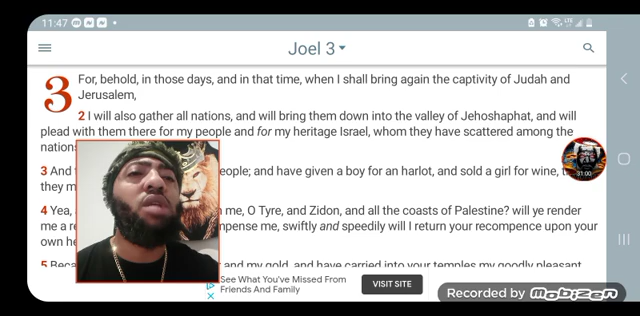 11:47
Joel 3
3 For, behold, in those days, and in that time, when I shall bring again the captivity of Judah and
Jerusalem,
2 I will also gather all nations, and will bring them down into the valley of Jehoshaphat, and will
plead with them there for my people and for my heritage Israel, whom they have scattered among the
nations
31:00
3 And eople; and have given a boy for an harlot, and sold a girl for wine,
they m
4 Yea, me, O Tyre, and Zidon, and all the coasts of Palestine? will ye render
me a re mpense me, swiftly and speedily will I return your recompence upon your
own he
5 Beca and my gold, and have carried into your temples my goodly pleasant
See What You've Missed From
Friends And Family
VISIT SITE
Recorded by Mobizen